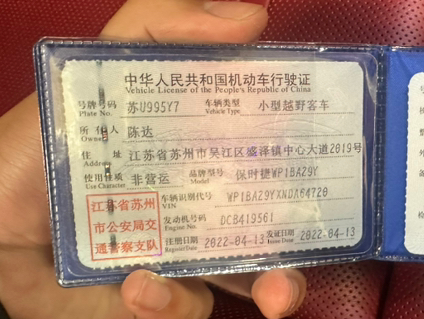 中华人民共和国机动车行驶证
Vehicle License of the People's Republic of China
号牌号码 苏U995Y7 车辆类型 小型越野客车
Plate No. Vehicle Type
所有人 陈达
Owner
住址 江苏省苏州市吴江区盛泽镇中心大道2019号
Address
使用性质 非营运 品牌型号 保时捷WP1BA29Y
Use Character Model
江苏省苏州市公安局交通警察支队
车辆识别代号 WP1BA29YXNDA64720
VIN
发动机号码 DCB419561
Engine No.
注册日期 2022-04-13 发证日期 2022-04-13
Register Date Issue Date